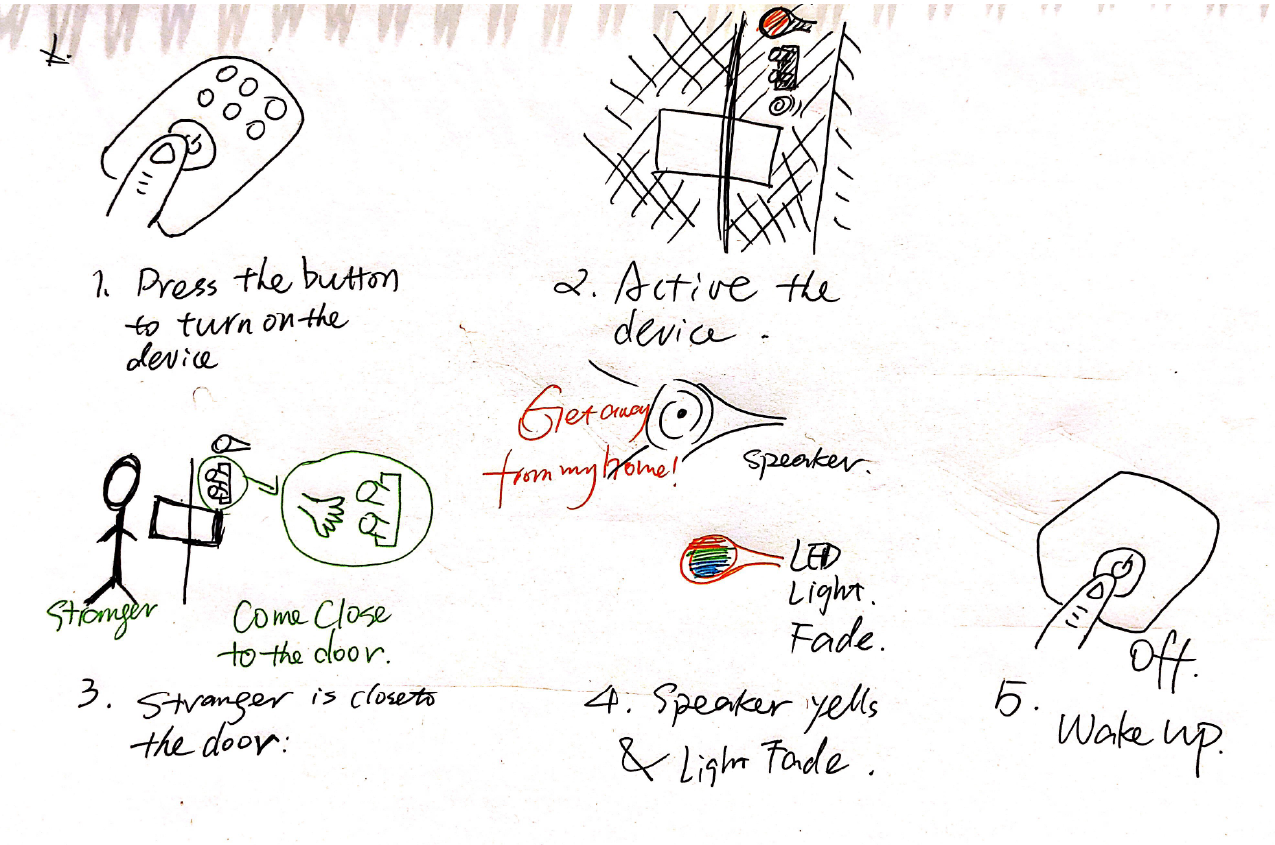 1. Press the button
to turn on the
device
2. Active the
device.
Get away
from my home!
Speaker.
LED
Light.
Fade.
Stranger
Come Close
to the door.
3. Stranger is close to
the door.
4. Speaker yells
& Light Fade.
Off.
5. Wake up.